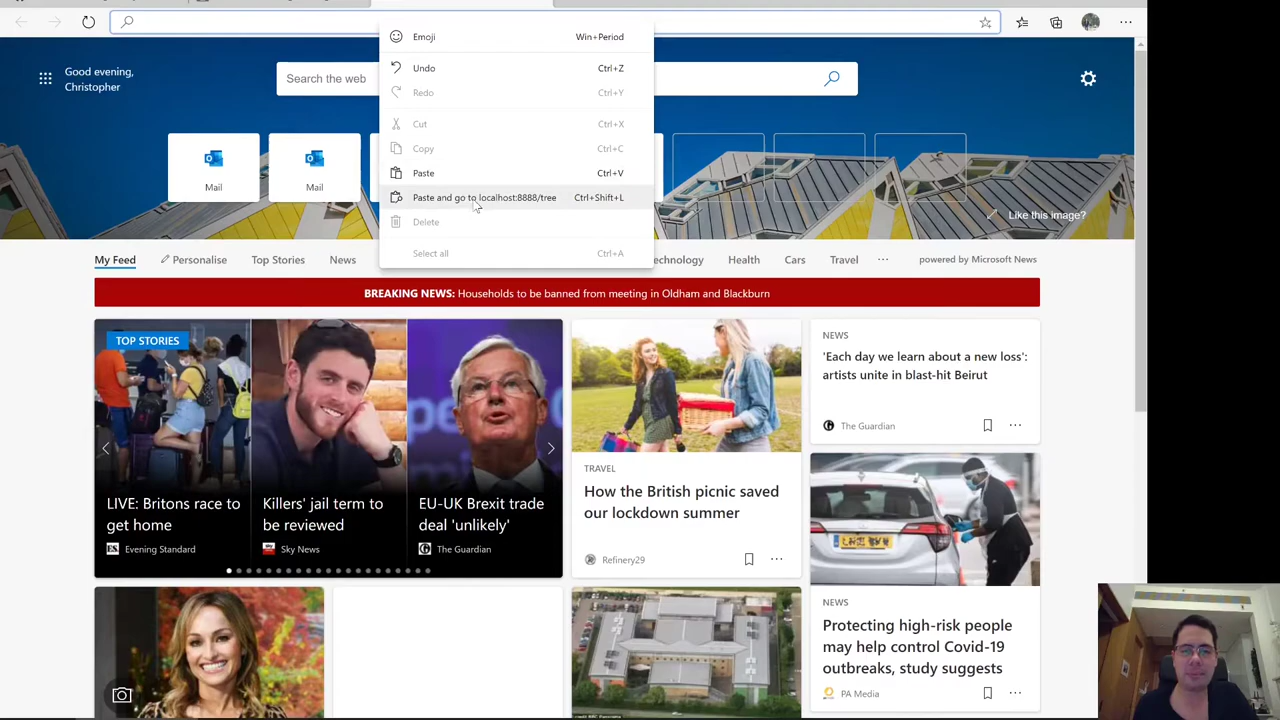 Emoji Win+Period
Undo Ctrl+Z
Redo Ctrl+Y
Cut Ctrl+X
Copy Ctrl+C
Paste Ctrl+V
Paste and go to localhost:8888/tree Ctrl+Shift+L
Delete
Select all Ctrl+A
Good evening,
Christopher
Search the web
Mail
Mail
Like this image?
My Feed
Personalise
Top Stories
News
echnology
Health
Cars
Travel
powered by Microsoft News
BREAKING NEWS: Households to be banned from meeting in Oldham and Blackburn
TOP STORIES
LIVE: Britons race to
get home
ES Evening Standard
Killers' jail term to
be reviewed
Sky News
EU-UK Brexit trade
deal 'unlikely'
The Guardian
TRAVEL
How the British picnic saved
our lockdown summer
Refinery29
NEWS
'Each day we learn about a new loss':
artists unite in blast-hit Beirut
The Guardian
NEWS
Protecting high-risk people
may help control Covid-19
outbreaks, study suggests
PA Media